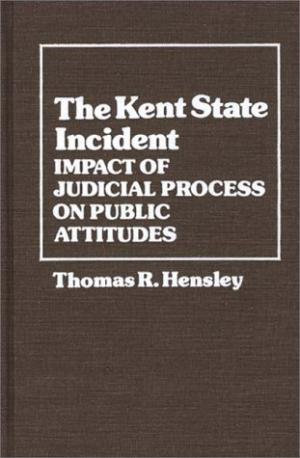 The Kent State
Incident
IMPACT OF
JUDICIAL PROCESS
ON PUBLIC
ATTITUDES
Thomas R. Hensley